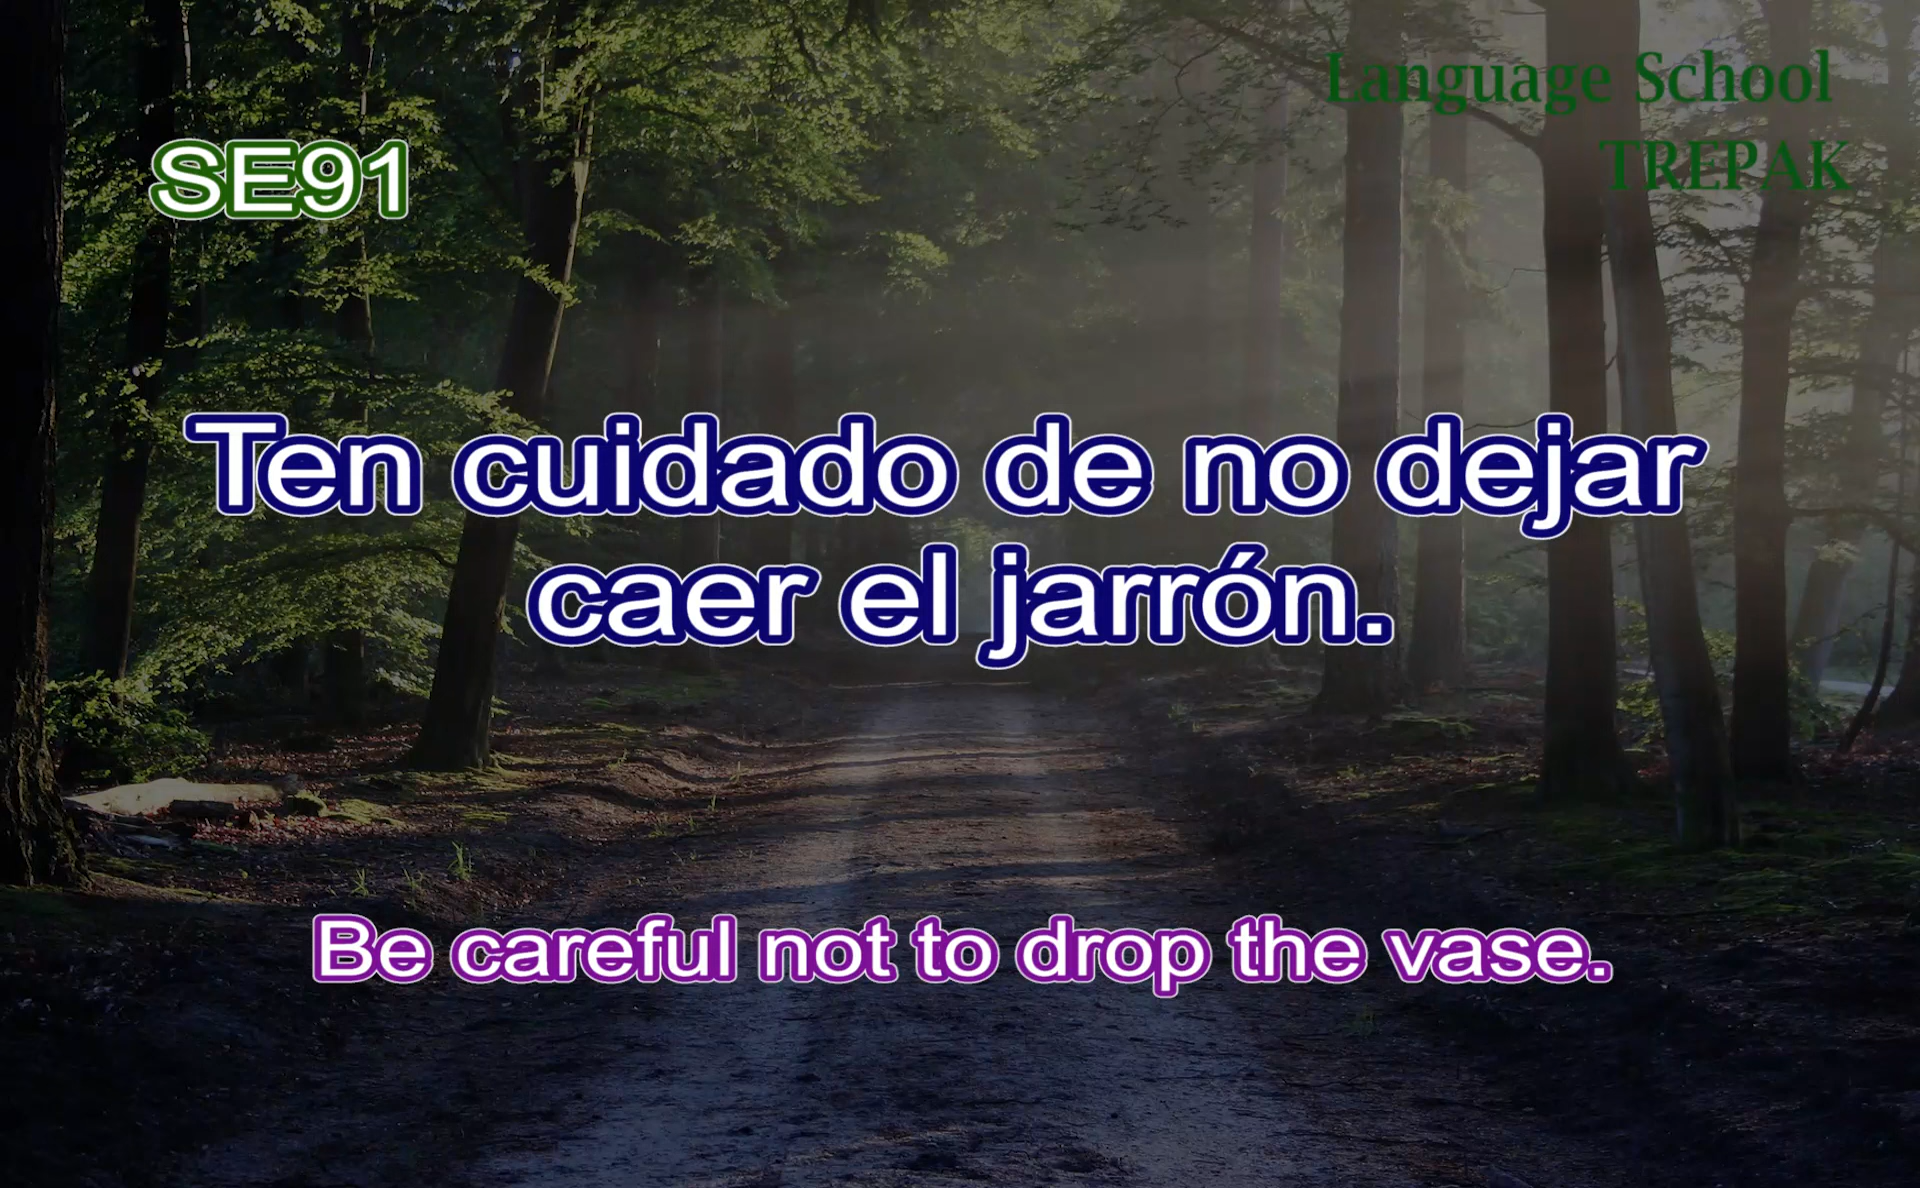 Language School
TREPAK
SE91
Ten cuidado de no dejar
caer el jarrón.
Be careful not to drop the vase.